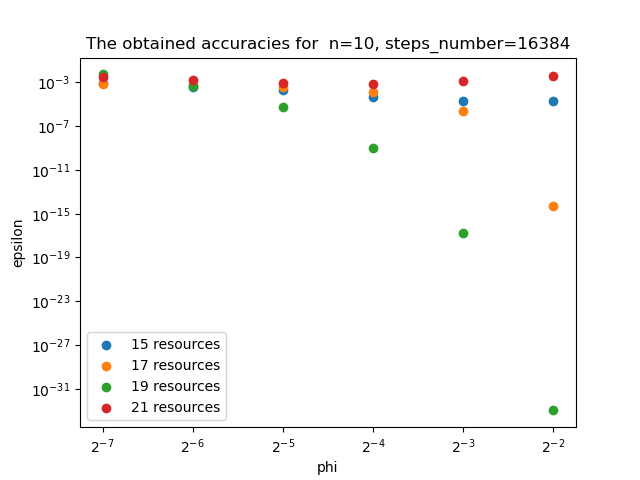 The obtained accuracies for  n=10, steps_number=16384
epsilon
10⁻³
10⁻⁷
10⁻¹¹
10⁻¹⁵
10⁻¹⁹
10⁻²³
10⁻²⁷
10⁻³¹
15 resources
17 resources
19 resources
21 resources
2⁻⁷ 2⁻⁶ 2⁻⁵ 2⁻⁴ 2⁻³ 2⁻²
phi